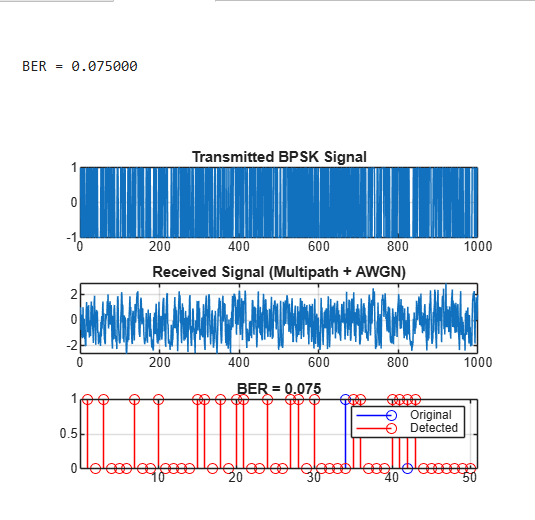 BER = 0.075000
Transmitted BPSK Signal
1
0
-1
0 200 400 600 800 1000
Received Signal (Multipath + AWGN)
2
0
-2
0 200 400 600 800 1000
BER = 0.075
1
0.5
0
Original
Detected
10 20 30 40 50